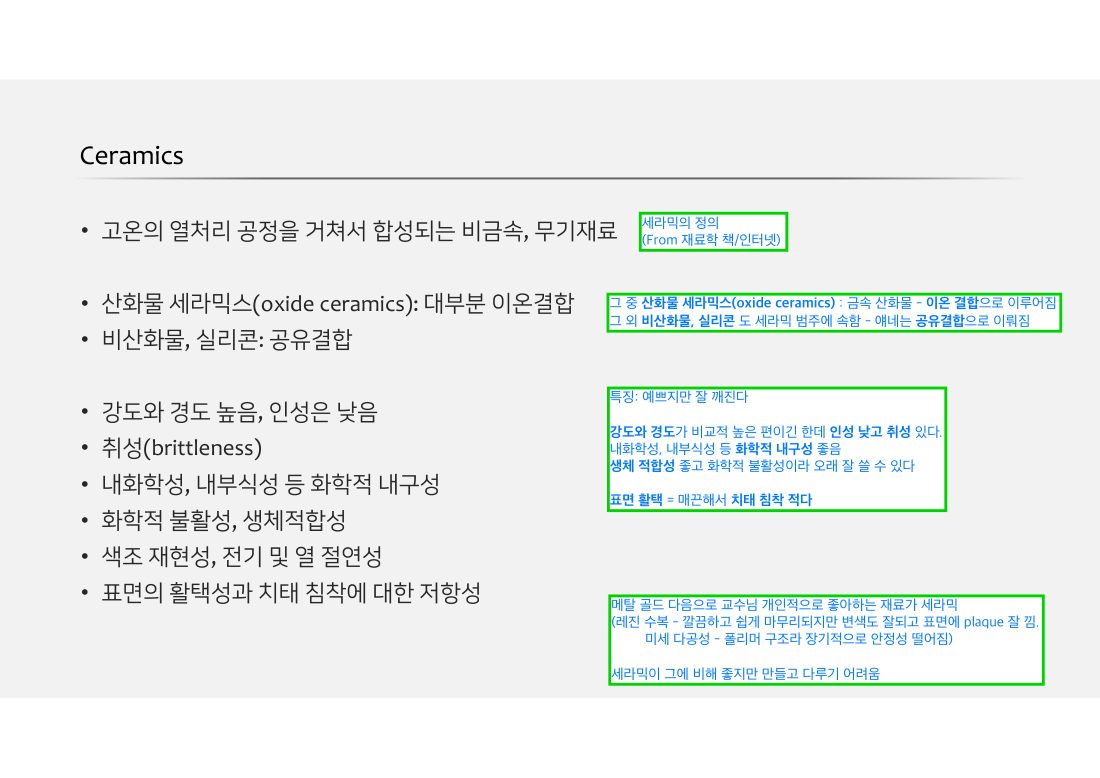 Ceramics
• 고온의 열처리 공정을 거쳐서 합성되는 비금속, 무기재료
세라믹의 정의
(From 재료학 책/인터넷)
• 산화물 세라믹스(oxide ceramics): 대부분 이온결합
• 비산화물, 실리콘: 공유결합
그 중 산화물 세라믹스(oxide ceramics) : 금속 산화물 – 이온 결합으로 이루어짐
그 외 비산화물, 실리콘 도 세라믹 범주에 속함 – 얘네는 공유결합으로 이뤄짐
• 강도와 경도 높음, 인성은 낮음
• 취성(brittleness)
• 내화학성, 내부식성 등 화학적 내구성
• 화학적 불활성, 생체적합성
• 색조 재현성, 전기 및 열 절연성
• 표면의 활택성과 치태 침착에 대한 저항성
특징: 예쁘지만 잘 깨진다
강도와 경도가 비교적 높은 편이긴 한데 인성 낮고 취성 있다.
내화학성, 내부식성 등 화학적 내구성 좋음
생체 적합성 좋고 화학적 불활성이라 오래 잘 쓸 수 있다
표면 활택 = 매끈해서 치태 침착 적다
메탈 골드 다음으로 교수님 개인적으로 좋아하는 재료가 세라믹
(레진 수복 – 깔끔하고 쉽게 마무리되지만 변색도 잘되고 표면에 plaque 잘 낌.
미세 다공성 – 폴리머 구조라 장기적으로 안정성 떨어짐)
세라믹이 그에 비해 좋지만 만들고 다루기 어려움